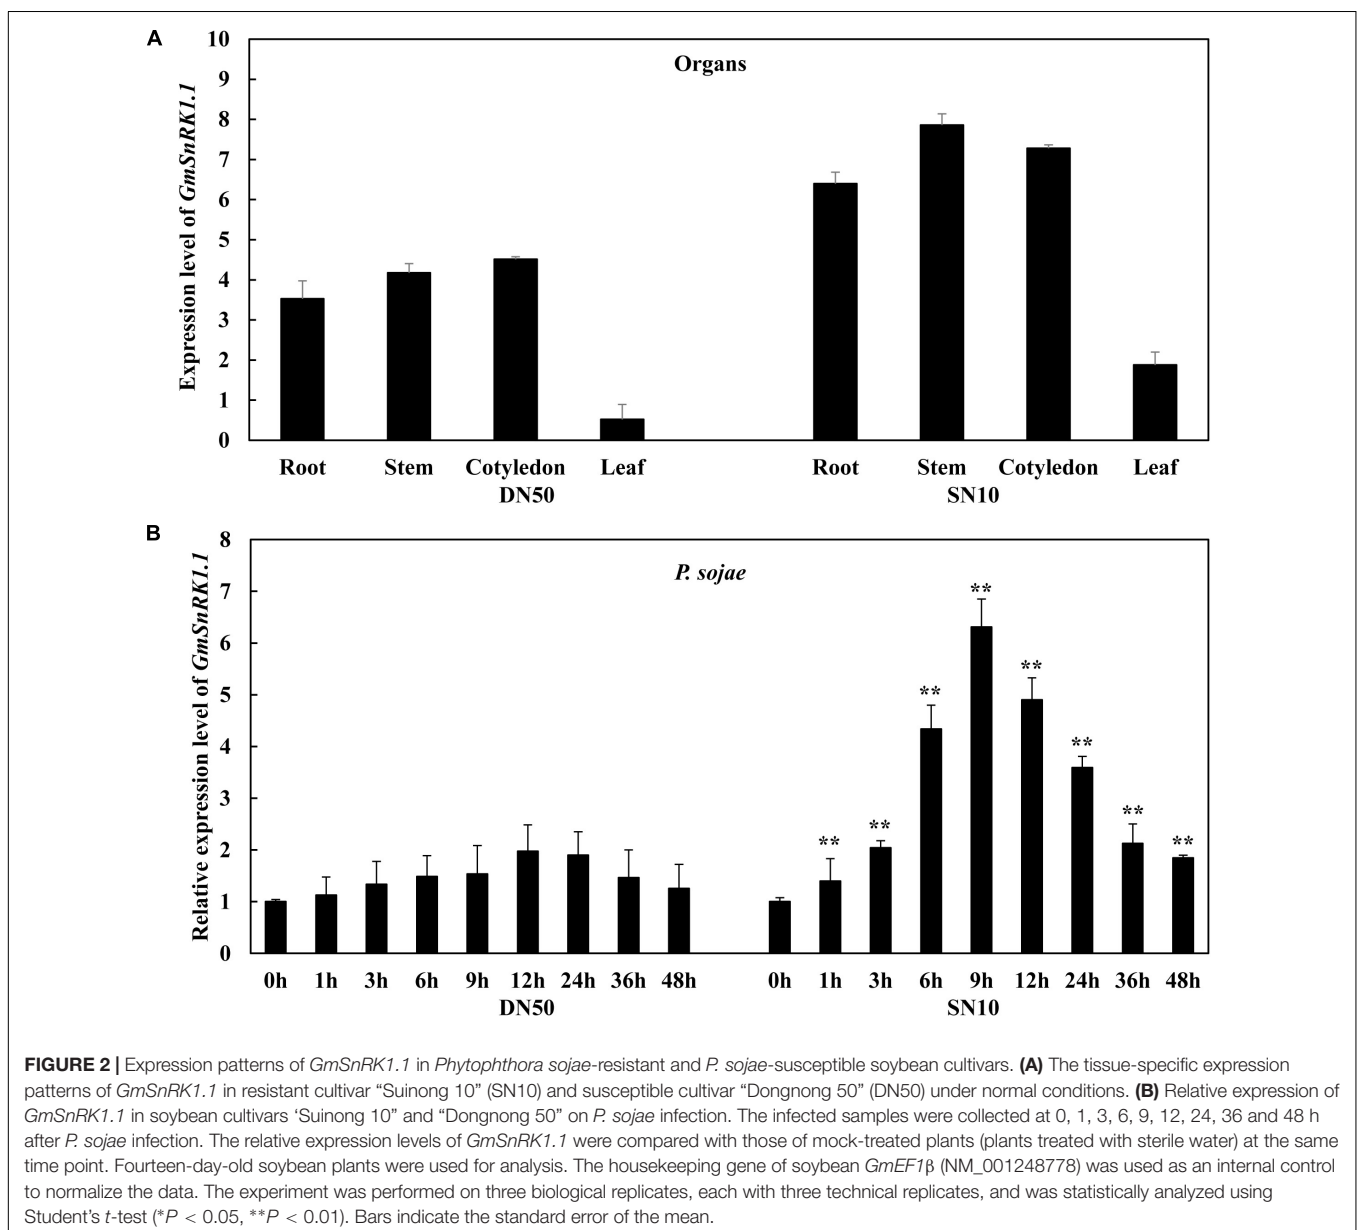 A
Organs
Expression level of GmSnRK1.1
10
9
8
7
6
5
4
3
2
1
0
Root Stem Cotyledon Leaf Root Stem Cotyledon Leaf
DN50 SN10
B
P. sojae
Relative expression level of GmSnRK1.1
8
7
6
5
4
3
2
1
0
** ** ** ** ** ** ** **
0h 1h 3h 6h 9h 12h 24h 36h 48h 0h 1h 3h 6h 9h 12h 24h 36h 48h
DN50 SN10
FIGURE 2 | Expression patterns of GmSnRK1.1 in Phytophthora sojae-resistant and P. sojae-susceptible soybean cultivars. (A) The tissue-specific expression
patterns of GmSnRK1.1 in resistant cultivar “Suinong 10” (SN10) and susceptible cultivar “Dongnong 50” (DN50) under normal conditions. (B) Relative expression of
GmSnRK1.1 in soybean cultivars ‘Suinong 10” and “Dongnong 50” on P. sojae infection. The infected samples were collected at 0, 1, 3, 6, 9, 12, 24, 36 and 48 h
after P. sojae infection. The relative expression levels of GmSnRK1.1 were compared with those of mock-treated plants (plants treated with sterile water) at the same
time point. Fourteen-day-old soybean plants were used for analysis. The housekeeping gene of soybean GmEF1β (NM_001248778) was used as an internal control
to normalize the data. The experiment was performed on three biological replicates, each with three technical replicates, and was statistically analyzed using
Student’s t-test (*P < 0.05, **P < 0.01). Bars indicate the standard error of the mean.